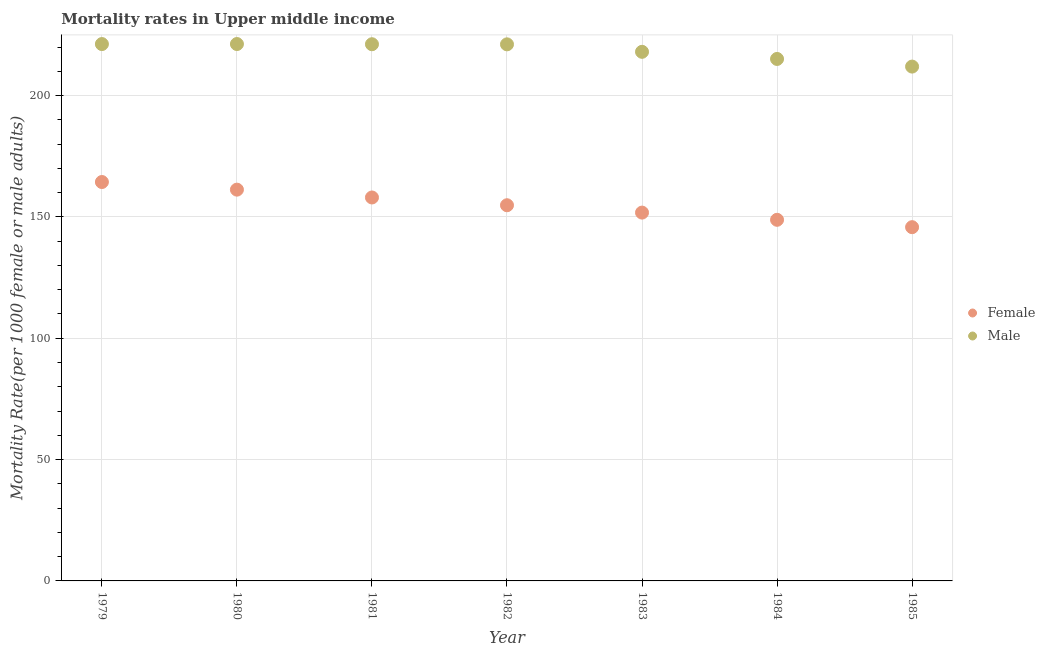 Mortality rates in Upper middle income
Mortality Rate(per 1000 female or male adults)
200
150
100
50
0
1979
1980
1981
1982
1983
1984
1985
Year
Female
Male